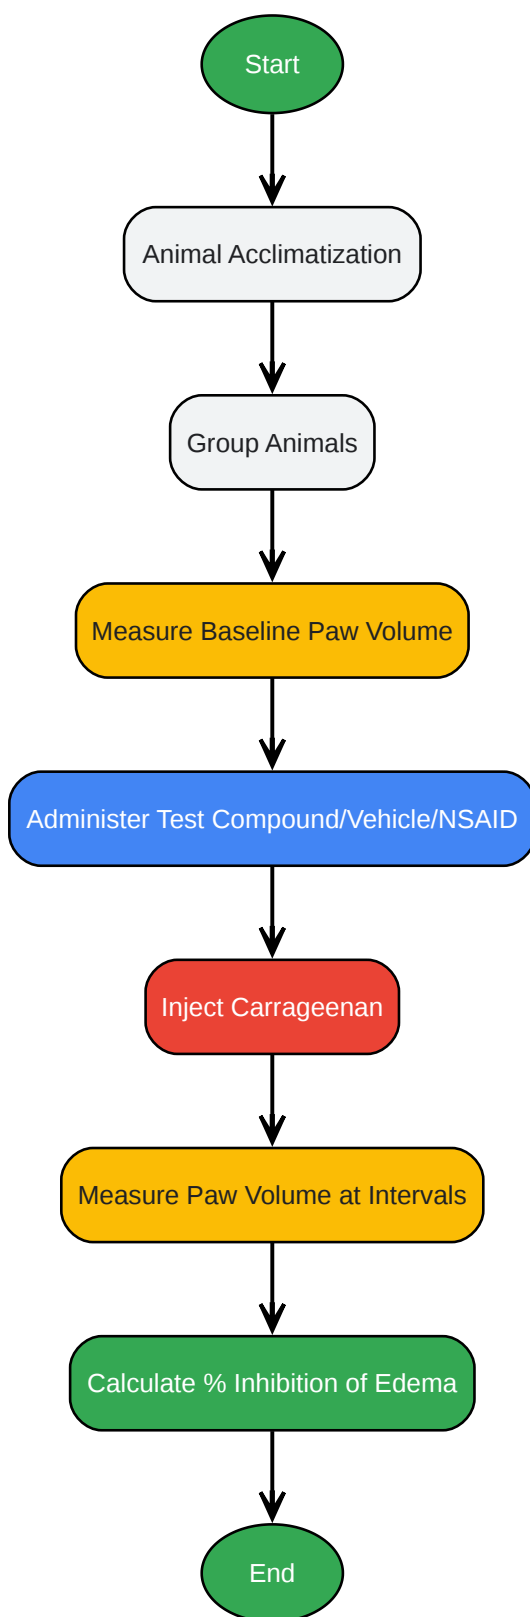 Start
Animal Acclimatization
Group Animals
Measure Baseline Paw Volume
Administer Test Compound/Vehicle/NSAID
Inject Carrageenan
Measure Paw Volume at Intervals
Calculate % Inhibition of Edema
End